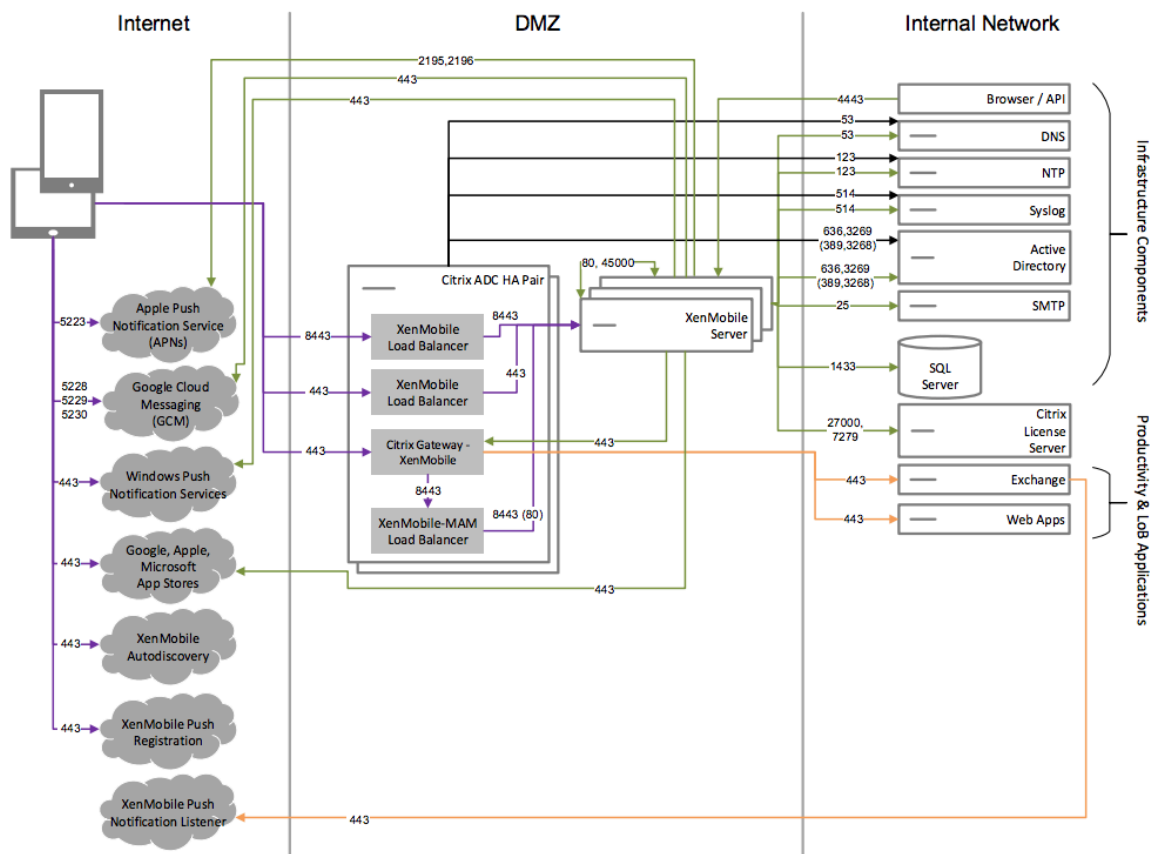 Internet
DMZ
Internal Network
2195,2196
443
443
4443
Browser / API
53
53
DNS
123
123
NTP
514
514
Syslog
636,3269
(389,3268)
636,3269
(389,3268)
Active
Directory
25
SMTP
1433
SQL
Server
27000,
7279
Citrix
License
Server
443
Exchange
443
Web Apps
Infrastructure Components
Productivity & LoB Applications
80, 45000
XenMobile
Server
Citrix ADC HA Pair
8443
XenMobile
Load Balancer
8443
443
XenMobile
Load Balancer
443
443
Citrix Gateway -
XenMobile
443
8443
XenMobile-MAM
Load Balancer
8443 (80)
443
5223
Apple Push
Notification Service
(APNs)
5228
5229
5230
Google Cloud
Messaging
(GCM)
443
Windows Push
Notification Services
443
Google, Apple,
Microsoft
App Stores
443
XenMobile
Autodiscovery
443
XenMobile Push
Registration
XenMobile Push
Notification Listener
443